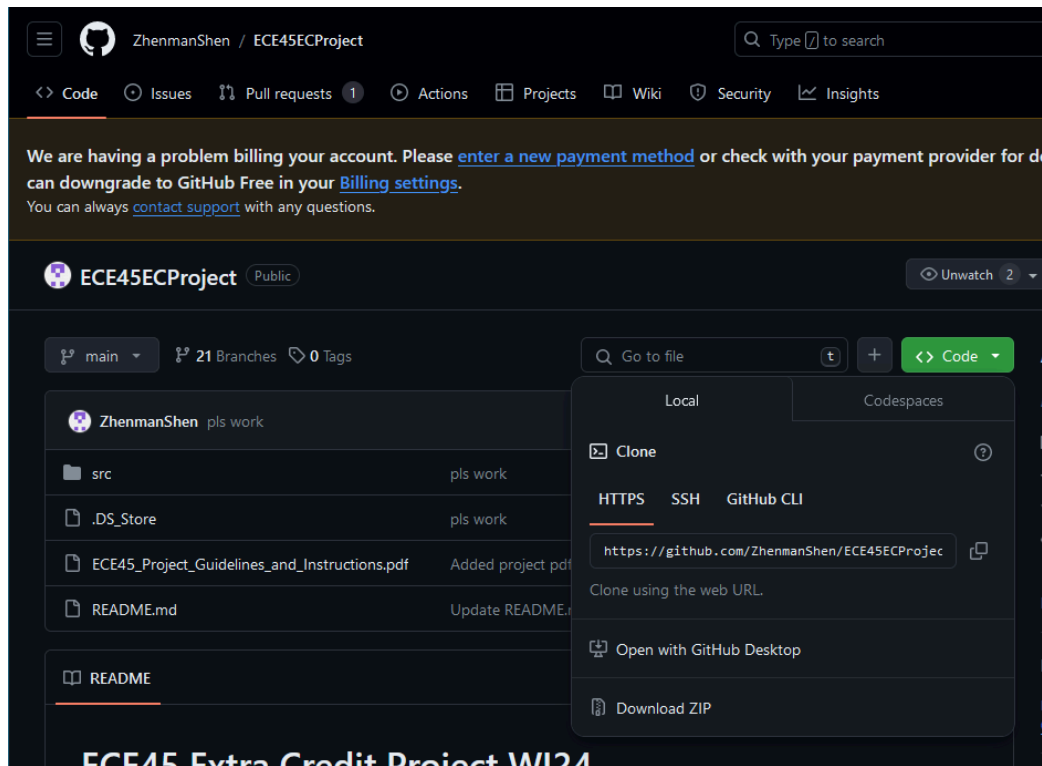 ZhenmanShen / ECE45ECProject
Type / to search
Code Issues Pull requests 1 Actions Projects Wiki Security Insights
We are having a problem billing your account. Please enter a new payment method or check with your payment provider for
can downgrade to GitHub Free in your Billing settings.
You can always contact support with any questions.
ECE45ECProject Public
Unwatch 2
main 21 Branches 0 Tags
Go to file t
+
Code
ZhenmanShen pls work
src pls work
.DS_Store pls work
ECE45_Project_Guidelines_and_Instructions.pdf Added project pdf
README.md Update README.
README
ECE45 Extra Credit Project WI24
Local Codespaces
Clone
HTTPS SSH GitHub CLI
https://github.com/ZhenmanShen/ECE45ECProjec
Clone using the web URL.
Open with GitHub Desktop
Download ZIP